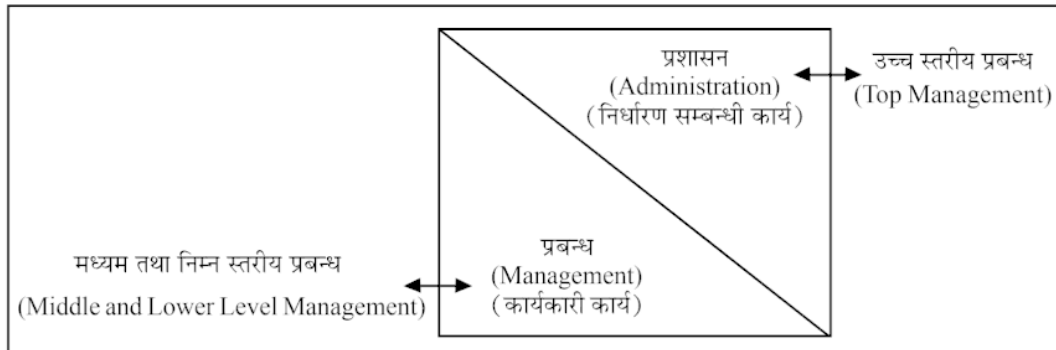 प्रशासन
(Administration)
(निर्धारण सम्बन्धी कार्य)
उच्च स्तरीय प्रबन्ध
(Top Management)
मध्यम तथा निम्न स्तरीय प्रबन्ध
(Middle and Lower Level Management)
प्रबन्ध
(Management)
(कार्यकारी कार्य)